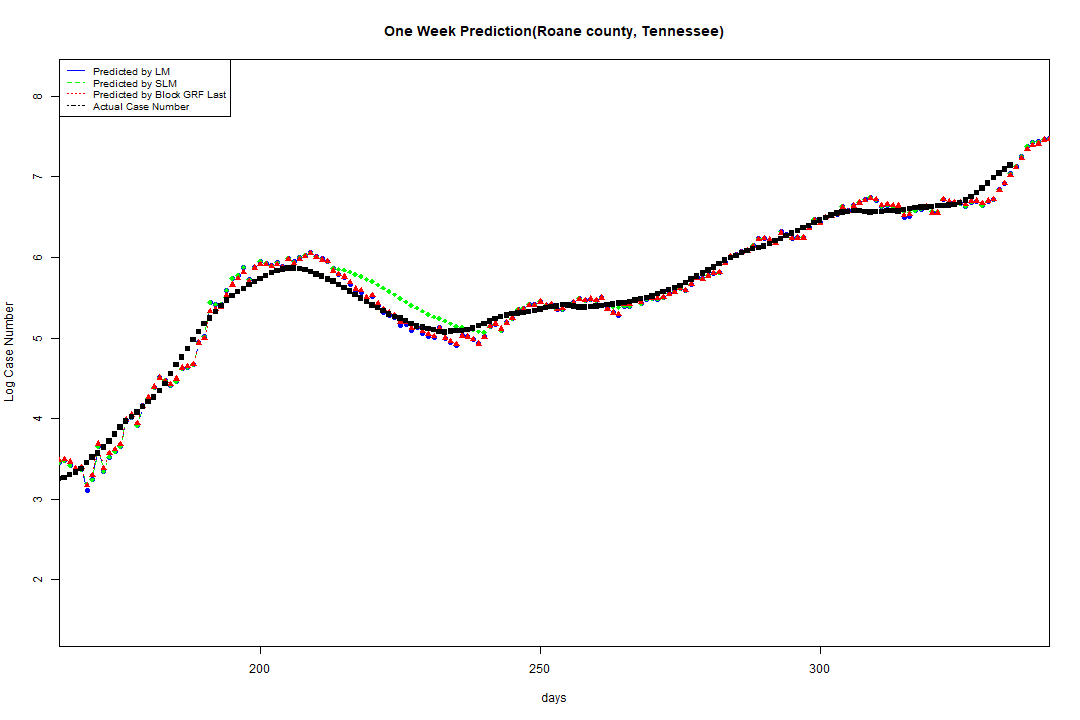 One Week Prediction(Roane county, Tennessee)
Predicted by LM
Predicted by SLM
Predicted by Block GRF Last
Actual Case Number
8
7
6
5
4
3
2
Log Case Number
200 250 300
days